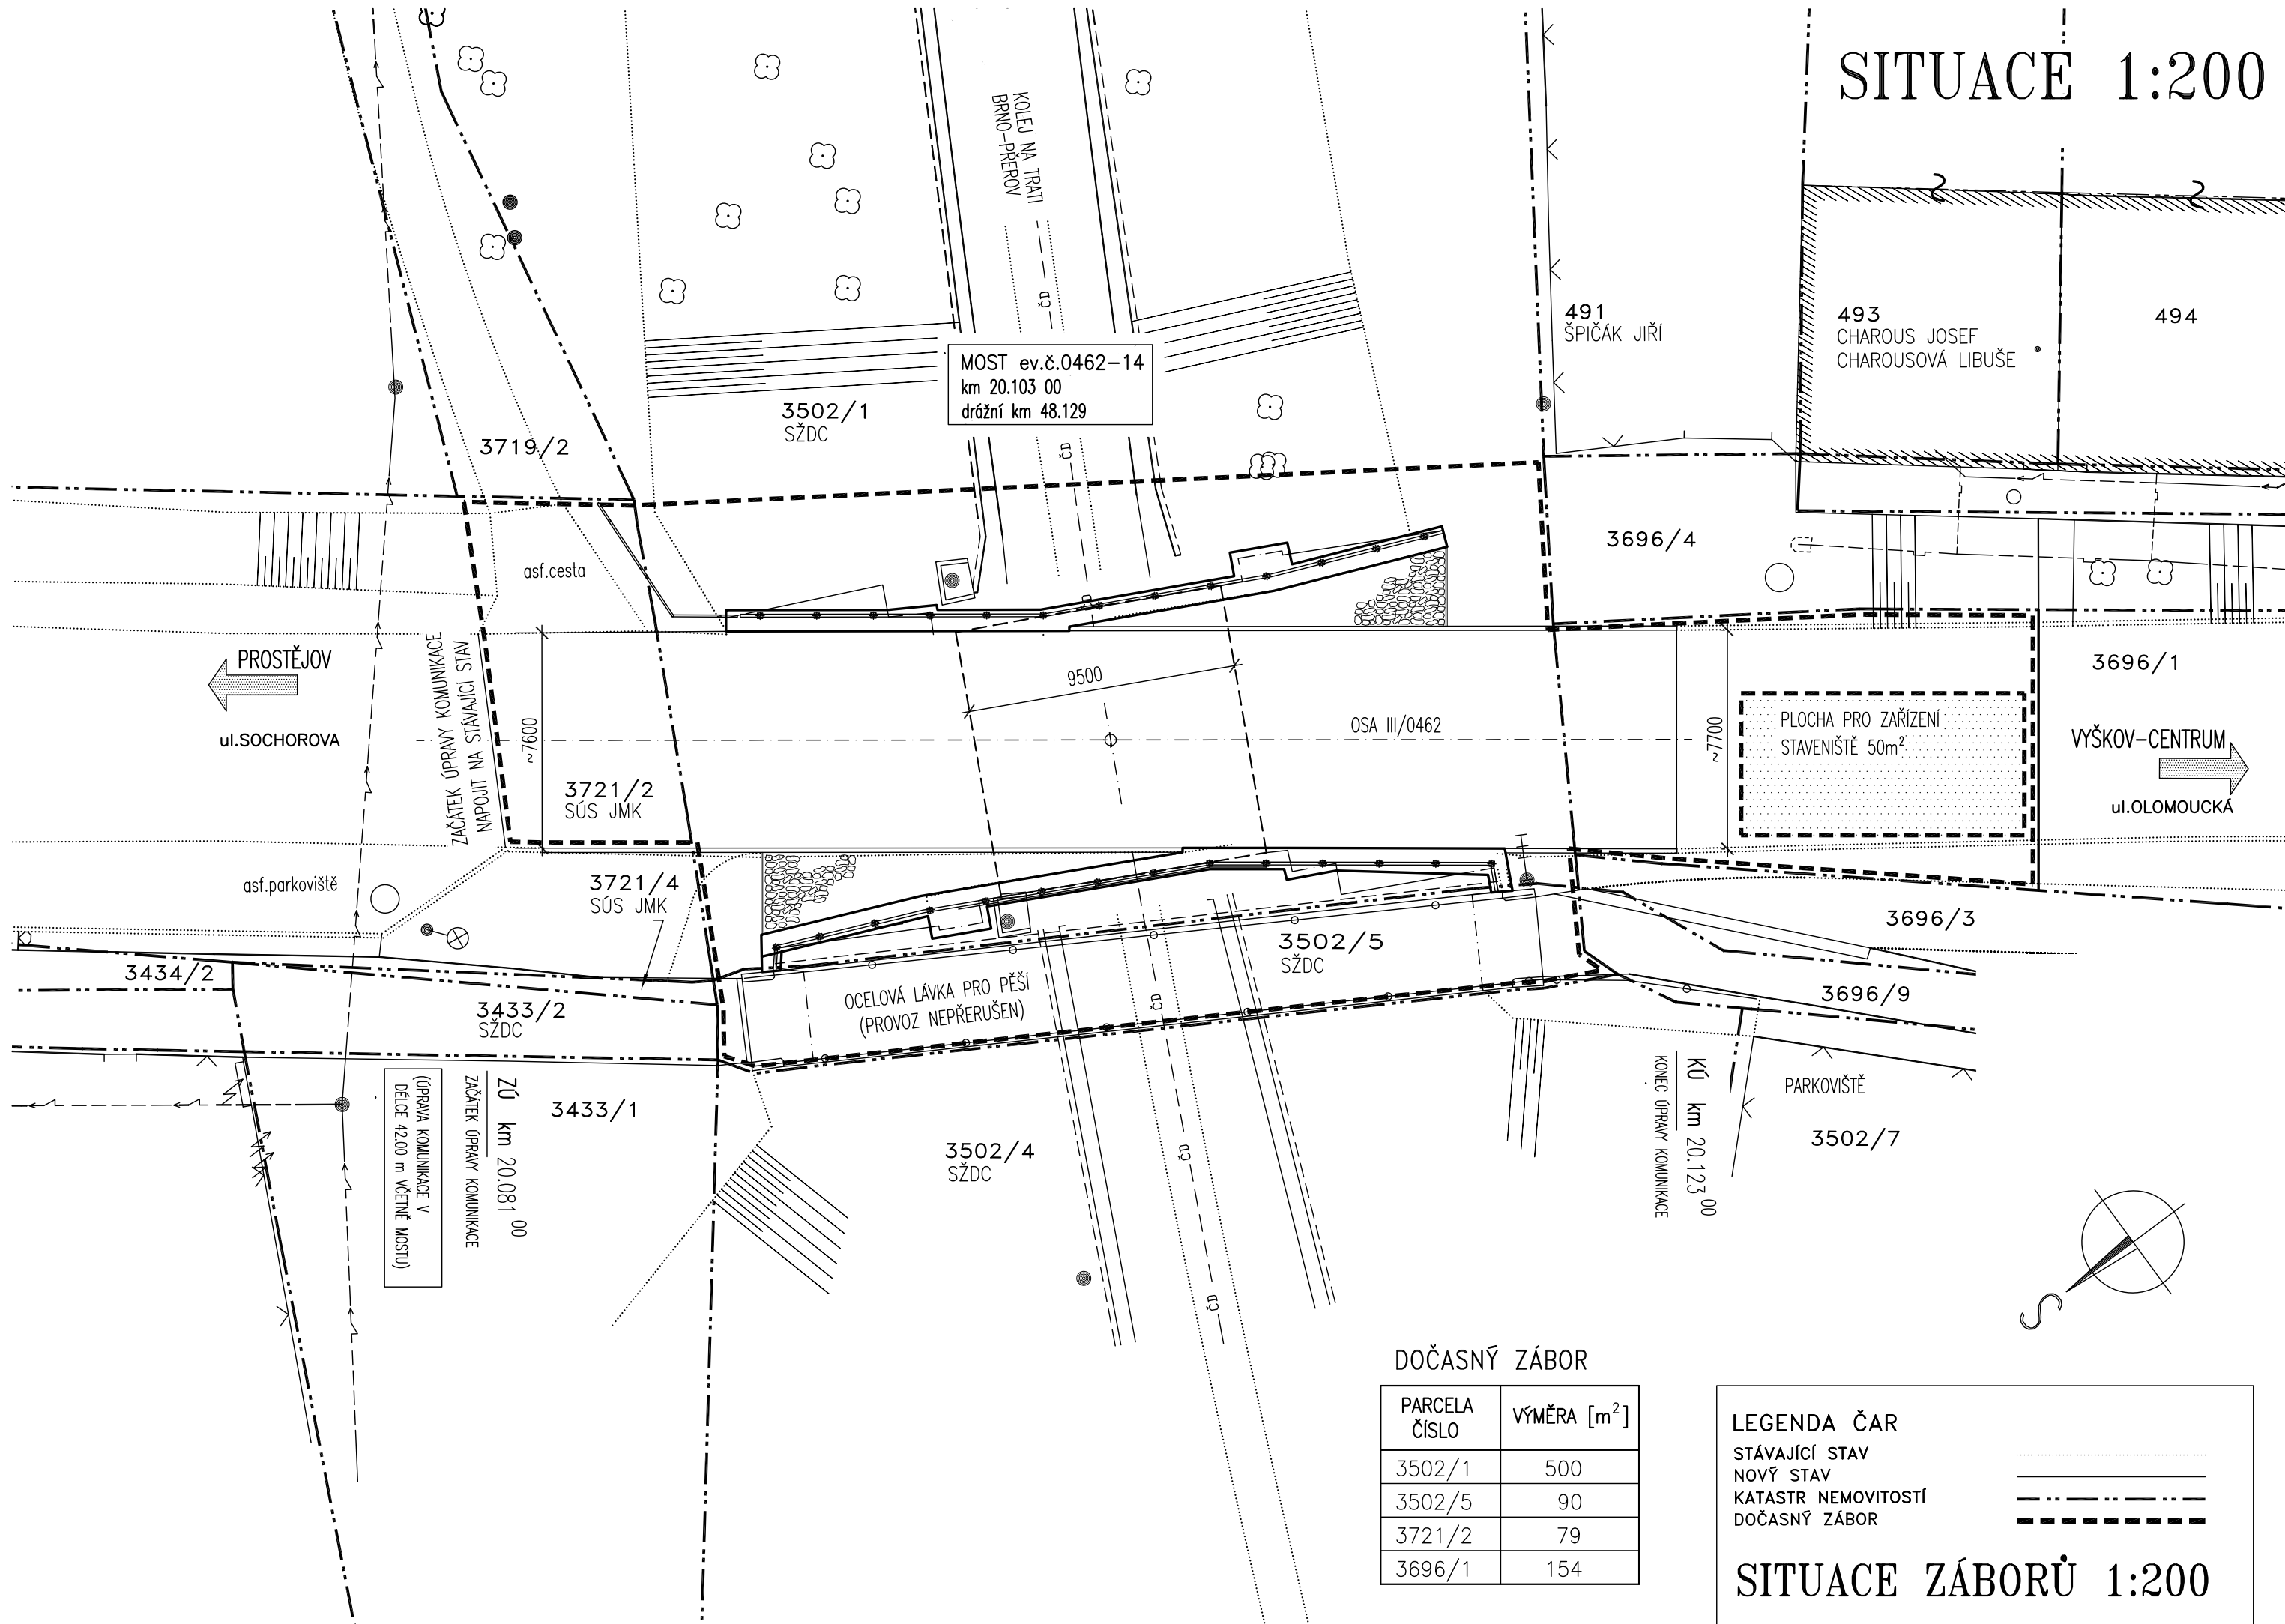 SITUACE 1:200
KOLEJ NA TRATI
BRNO-PŘEROV
ČD
491
ŠPIČÁK JIŘÍ
493
CHAROUS JOSEF
CHAROUSOVÁ LIBUŠE
494
MOST ev.č.0462-14
km 20.103 00
drážní km 48.129
3502/1
SŽDC
3719/2
ČD
3696/4
asf.cesta
ČD
PROSTĚJOV
ul.SOCHOROVA
ZAČÁTEK ÚPRAVY KOMUNIKACE
NAPOJIT NA STÁVAJÍCÍ STAV
~7600
9500
OSA III/0462
~7700
PLOCHA PRO ZAŘÍZENÍ
STAVENIŠTĚ 50m²
3696/1
VYŠKOV-CENTRUM
ul.OLOMOUCKÁ
3721/2
SÚS JMK
asf.parkoviště
3721/4
SÚS JMK
3696/3
3502/5
SŽDC
3434/2
3433/2
SŽDC
OCELOVÁ LÁVKA PRO PĚŠÍ
(PROVOZ NEPŘERUŠEN)
ČD
3696/9
(ÚPRAVA KOMUNIKACE V
DÉLCE 42.00 m VČETNĚ MOSTU)
ZÚ km 20.081 00
ZAČÁTEK ÚPRAVY KOMUNIKACE
3433/1
3502/4
SŽDC
ČD
ČD
KÚ km 20.123 00
KONEC ÚPRAVY KOMUNIKACE
PARKOVIŠTĚ
3502/7
S
DOČASNÝ ZÁBOR
PARCELA ČÍSLO VÝMĚRA [m²]
3502/1 500
3502/5 90
3721/2 79
3696/1 154
LEGENDA ČAR
STÁVAJÍCÍ STAV
NOVÝ STAV
KATASTR NEMOVITOSTÍ
DOČASNÝ ZÁBOR
SITUACE ZÁBORŮ 1:200